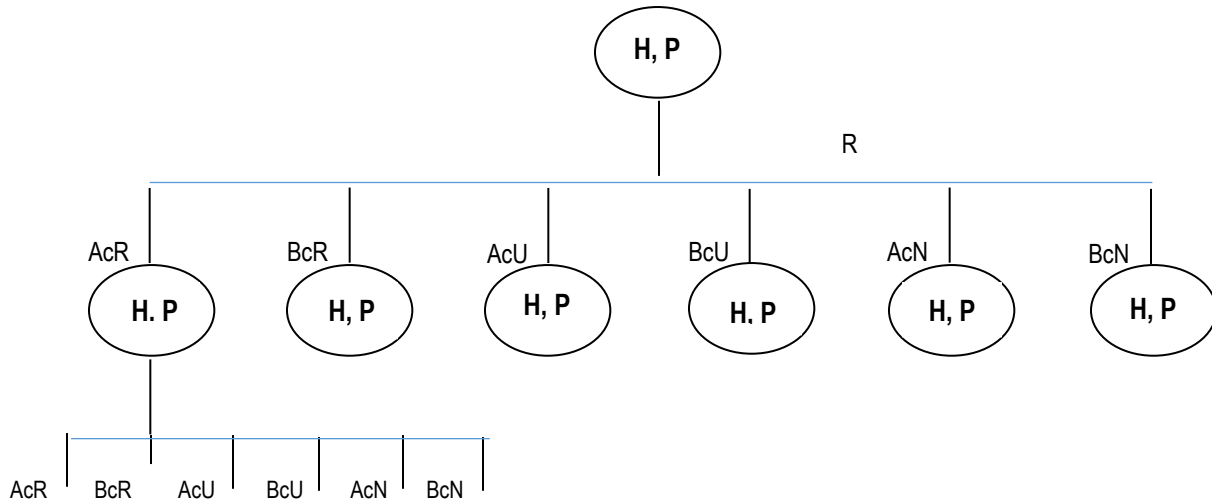 H, P
R
AcR BcR AcU BcU AcN BcN
H. P H, P H, P H, P H, P H, P
AcR BcR AcU BcU AcN BcN